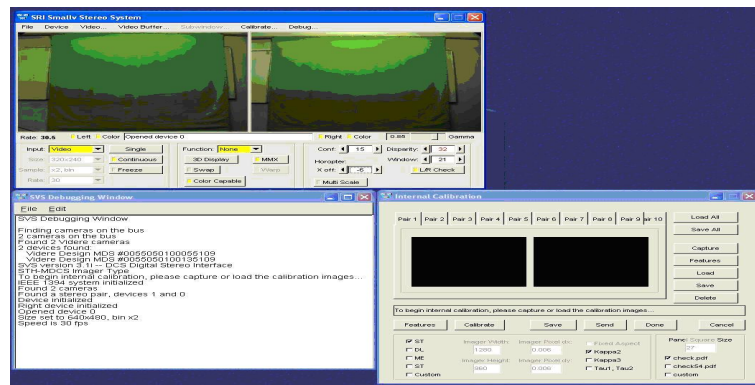 SRI Small Stereo System
File Device Video... Video Buffer... Subwindow... Calibrate... Debug...
Rate: 30.5 Left Color Opened device 0 Right Color Gamma
Input: Video Single Function: None Conf: 15 Disparity: 32
Size: 320x240 Continuous 3D Display MMX Horopter: Window: 21
Sample: x2, bin Freeze Swap Warp X off: -6 L/R Check
Rate: 30 Color Capable Multi Scale
SVS Debugging Window
File Edit
SVS Debugging Window
Finding cameras on the bus
2 cameras on the bus
Found 2 Videre cameras
2 devices found:
Videre Design MDS #0055050100055109
Videre Design MDS #0055050100135109
SVS version 3.1i -- DCS Digital Stereo Interface
STH-MDCS Imager Type
To begin internal calibration, please capture or load the calibration images...
IEEE 1394 system initialized
Found 2 cameras
Found a stereo pair, devices 1 and 0
Device initialized
Right device initialized
Opened device 0
Size set to 640x480, bin x2
Speed is 30 fps
Internal Calibration
Pair 1 Pair 2 Pair 3 Pair 4 Pair 5 Pair 6 Pair 7 Pair 8 Pair 9 air 10
Load All
Save All
Capture
Features
Load
Save
Delete
To begin internal calibration, please capture or load the calibration images...
Features Calibrate Save Send Done Cancel
ST Imager Width: Imager Pixel dx: Fixed Aspect Panel Square Size
DL 1280 0.006 Kappa2
ME Imager Height: Imager Pixel dy: Kappa3 check.pdf
ST 960 0.006 Tau1, Tau2 check54.pdf
Custom custom